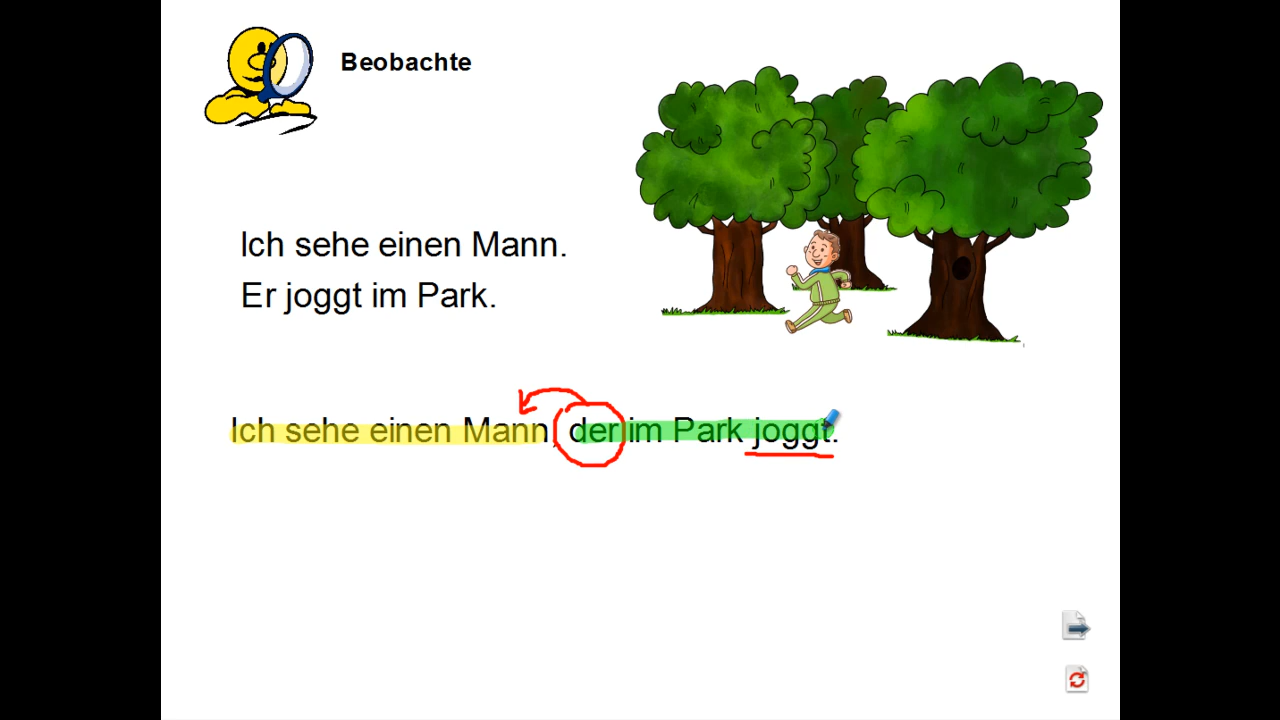 Beobachte
Ich sehe einen Mann.
Er joggt im Park.
Ich sehe einen Mann, der im Park joggt.